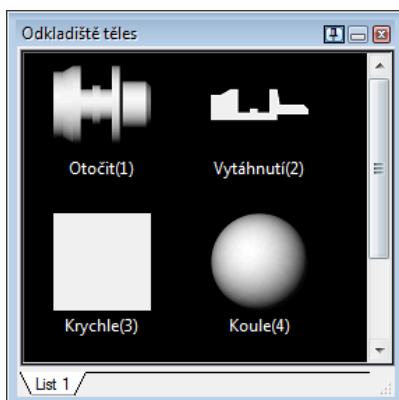 Odkladiště těles
Otočit(1)
Vytáhnutí(2)
Krychle(3)
Koule(4)
List 1